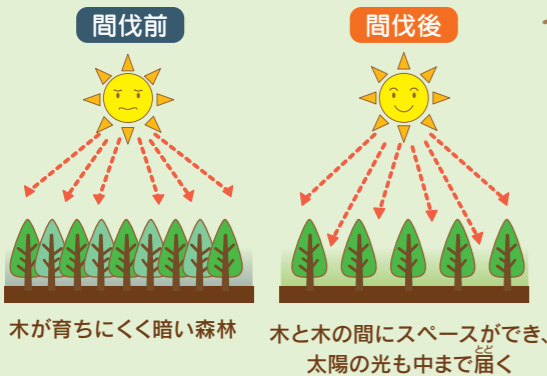 間伐前
木が育ちにくく暗い森林
間伐後
木と木の間にスペースができ、
太陽の光も中まで届く
とど